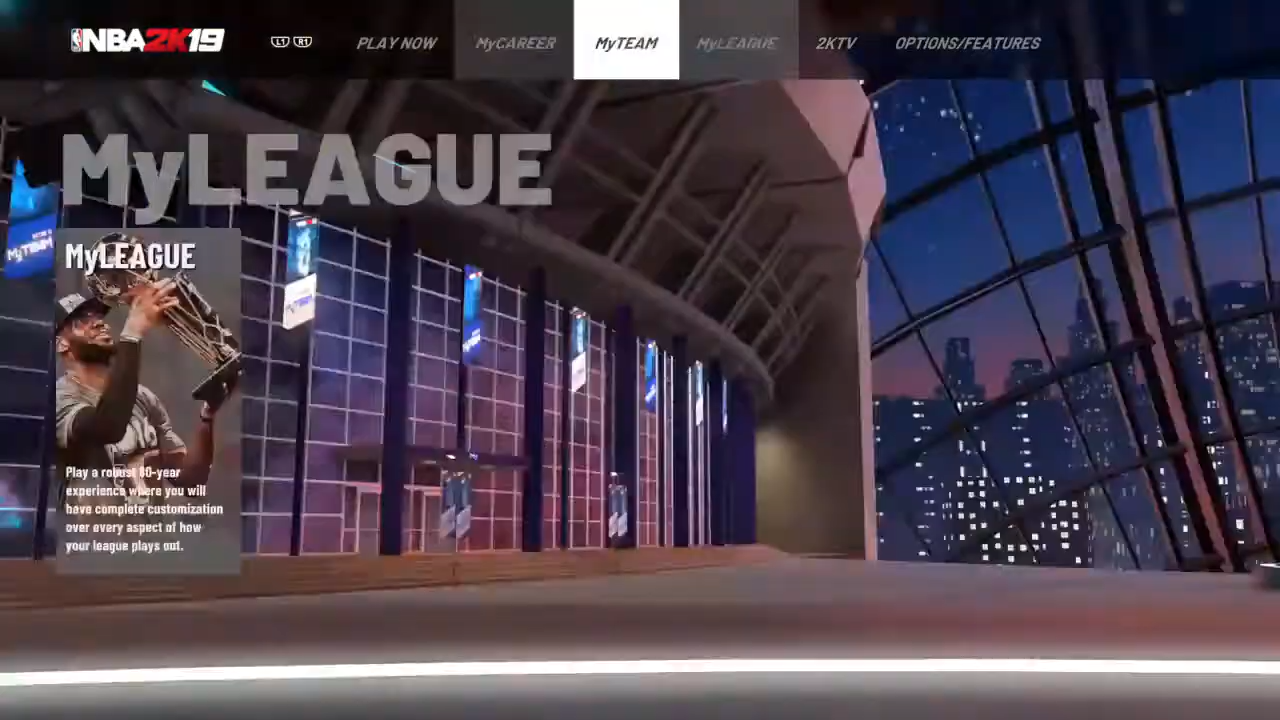 NBA2K19
L1 R1
PLAY NOW
MyCAREER
MyTEAM
MyLEAGUE
2KTV
OPTIONS/FEATURES
MyLEAGUE
MyLEAGUE
MyTEAM
Play a robust 80-year
experience where you will
have complete customization
over every aspect of how
your league plays out.